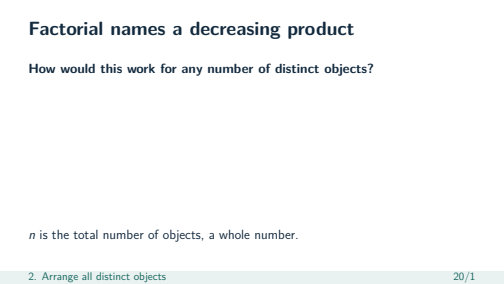 Factorial names a decreasing product
How would this work for any number of distinct objects?
n is the total number of objects, a whole number.
2. Arrange all distinct objects
20/1